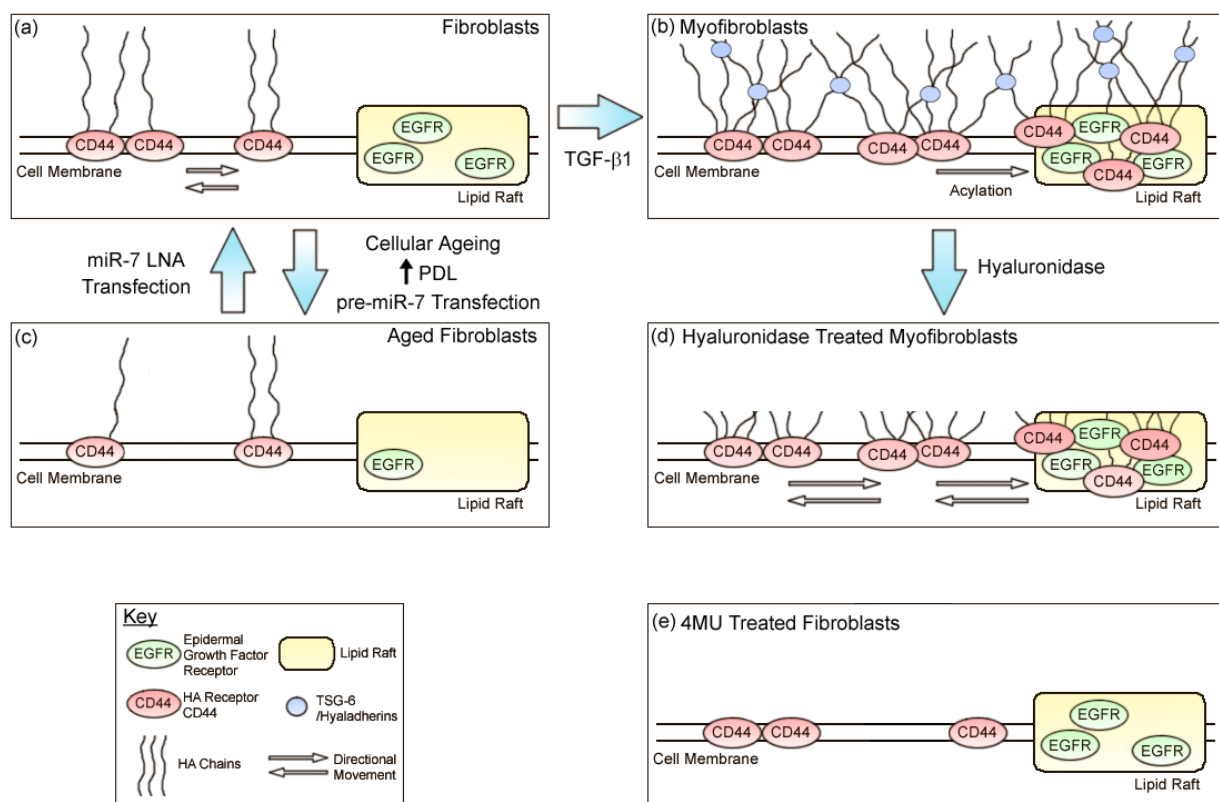 (a)
Fibroblasts
EGFR
CD44
CD44
CD44
EGFR
EGFR
Cell Membrane
Lipid Raft
TGF-β1
(b) Myofibroblasts
CD44
EGFR
CD44
CD44
CD44
CD44
CD44
EGFR
EGFR
Cell Membrane
CD44
Acylation
Lipid Raft
miR-7 LNA
Transfection
Cellular Ageing
PDL
pre-miR-7 Transfection
Hyaluronidase
(c)
Aged Fibroblasts
CD44
CD44
EGFR
Cell Membrane
Lipid Raft
(d) Hyaluronidase Treated Myofibroblasts
CD44
EGFR
CD44
CD44
CD44
CD44
CD44
EGFR
EGFR
Cell Membrane
CD44
Lipid Raft
Key
EGFR
Epidermal
Growth Factor
Receptor
Lipid Raft
CD44
HA Receptor
CD44
TSG-6
/Hyaladherins
HA Chains
Directional
Movement
(e) 4MU Treated Fibroblasts
EGFR
CD44
CD44
CD44
EGFR
EGFR
Cell Membrane
Lipid Raft